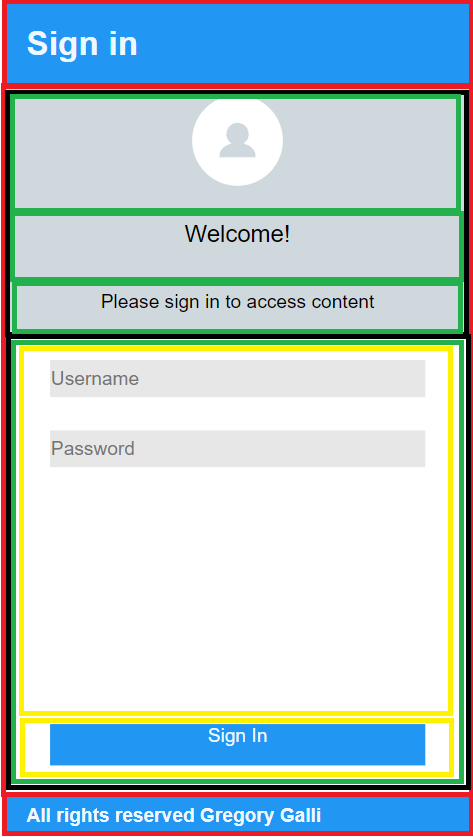 Sign in
Welcome!
Please sign in to access content
Username
Password
Sign In
All rights reserved Gregory Galli